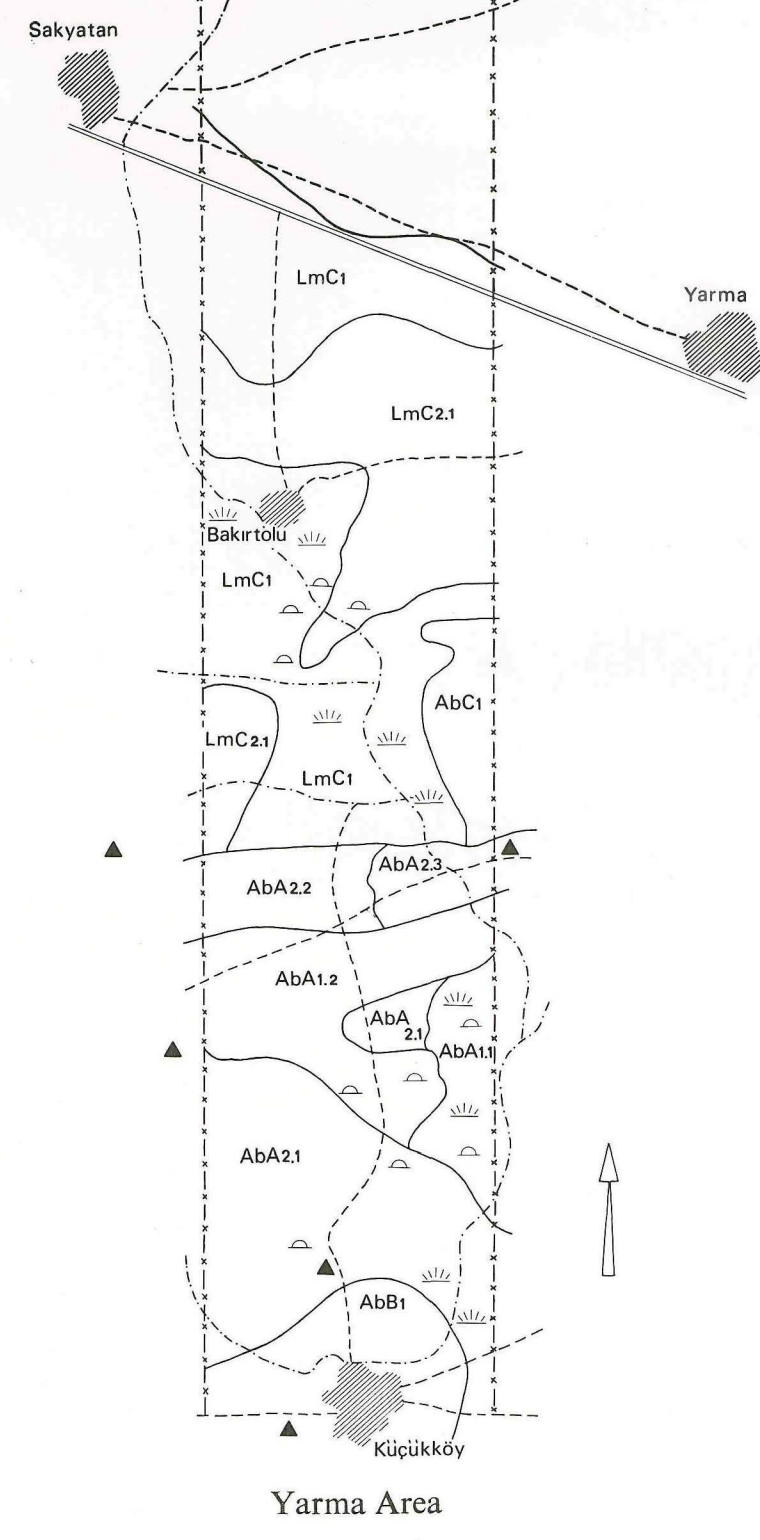 Sakyatan
Yarma
LmC1
LmC2.1
Bakırtolu
LmC1
AbC1
LmC2.1
LmC1
AbA2.3
AbA2.2
AbA1.2
AbA
2.1
AbA1.1
AbA2.1
AbB1
Küçükköy
Yarma Area